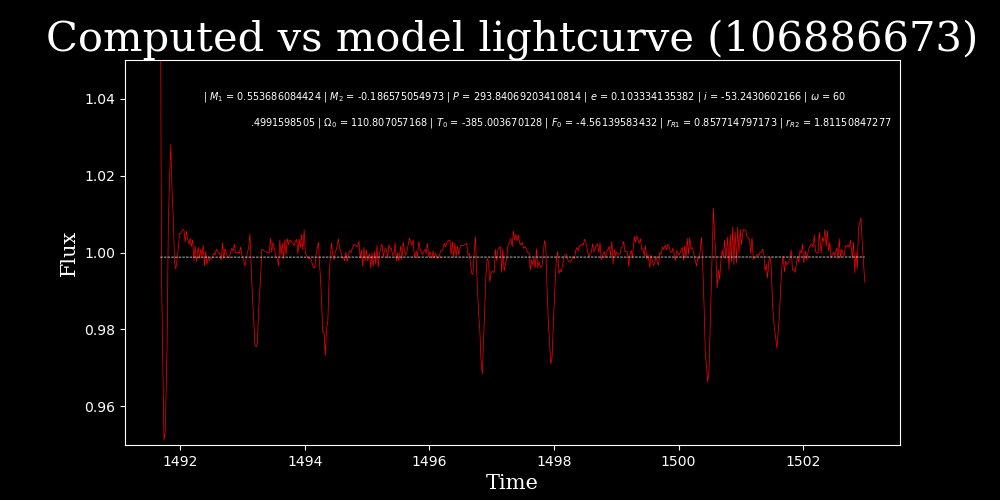 Computed vs model lightcurve (106886673)
| M₁ = 0.553686084424 | M₂ = -0.186575054973 | P = 293.84069203410814 | e = 0.103334135382 | i = -53.2430602166 | ω = 60
.4991598505 | Ω₀ = 110.807057168 | T₀ = -385.003670128 | F₀ = -4.56139583432 | r_R1 = 0.857714797173 | r_R2 = 1.81150847277
1.04
1.02
1.00
0.98
0.96
Flux
1492 1494 1496 1498 1500 1502
Time